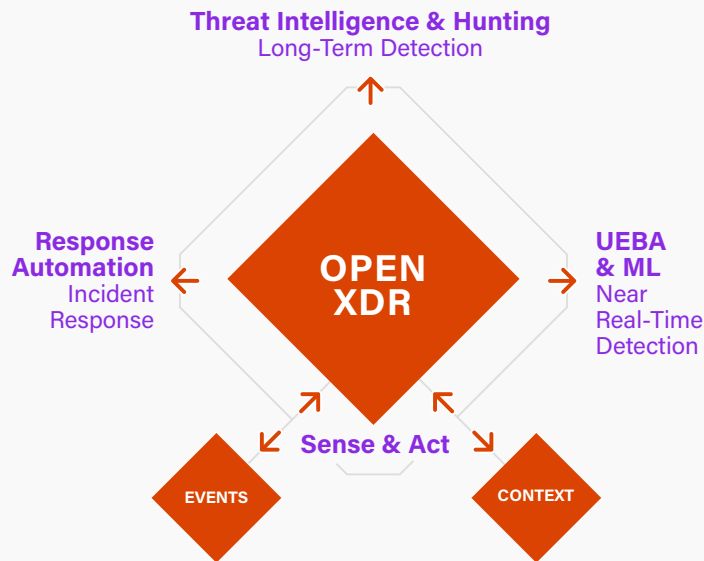 Threat Intelligence & Hunting
Long-Term Detection
Response
Automation
Incident
Response
OPEN
XDR
UEBA
& ML
Near
Real-Time
Detection
Sense & Act
EVENTS
CONTEXT